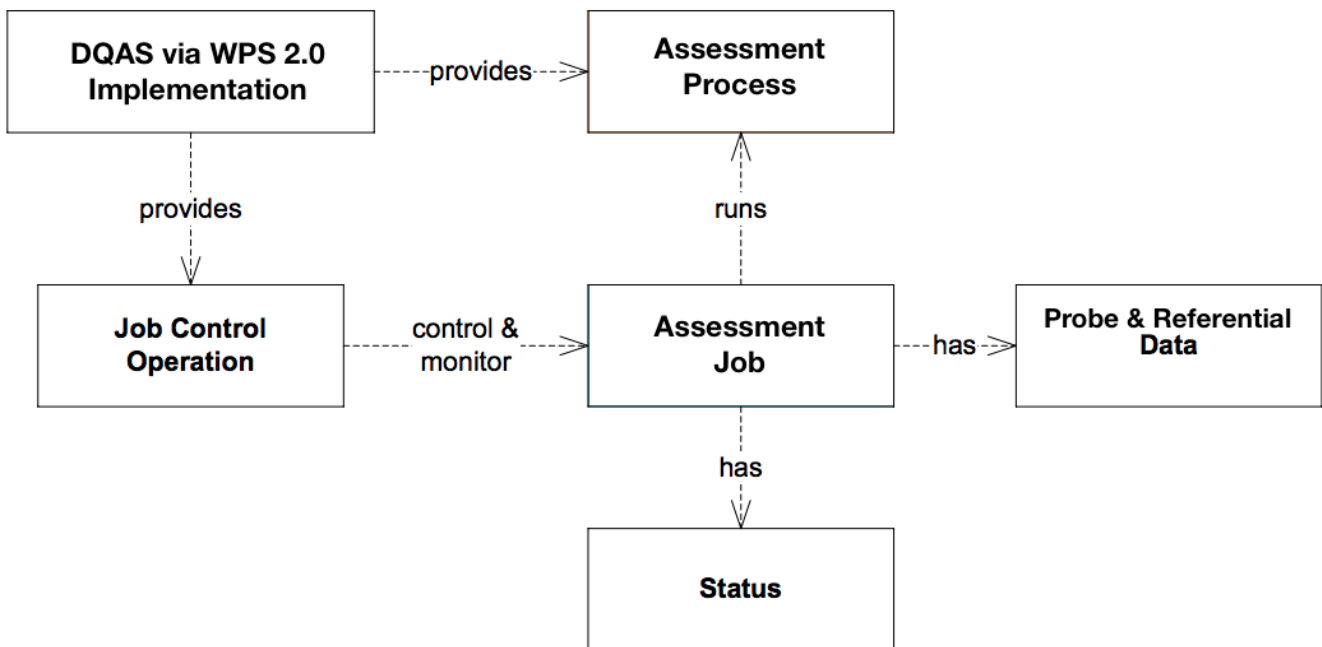 DQAS via WPS 2.0
Implementation
provides
Assessment
Process
provides
runs
Job Control
Operation
control &
monitor
Assessment
Job
has
Probe & Referential
Data
has
Status